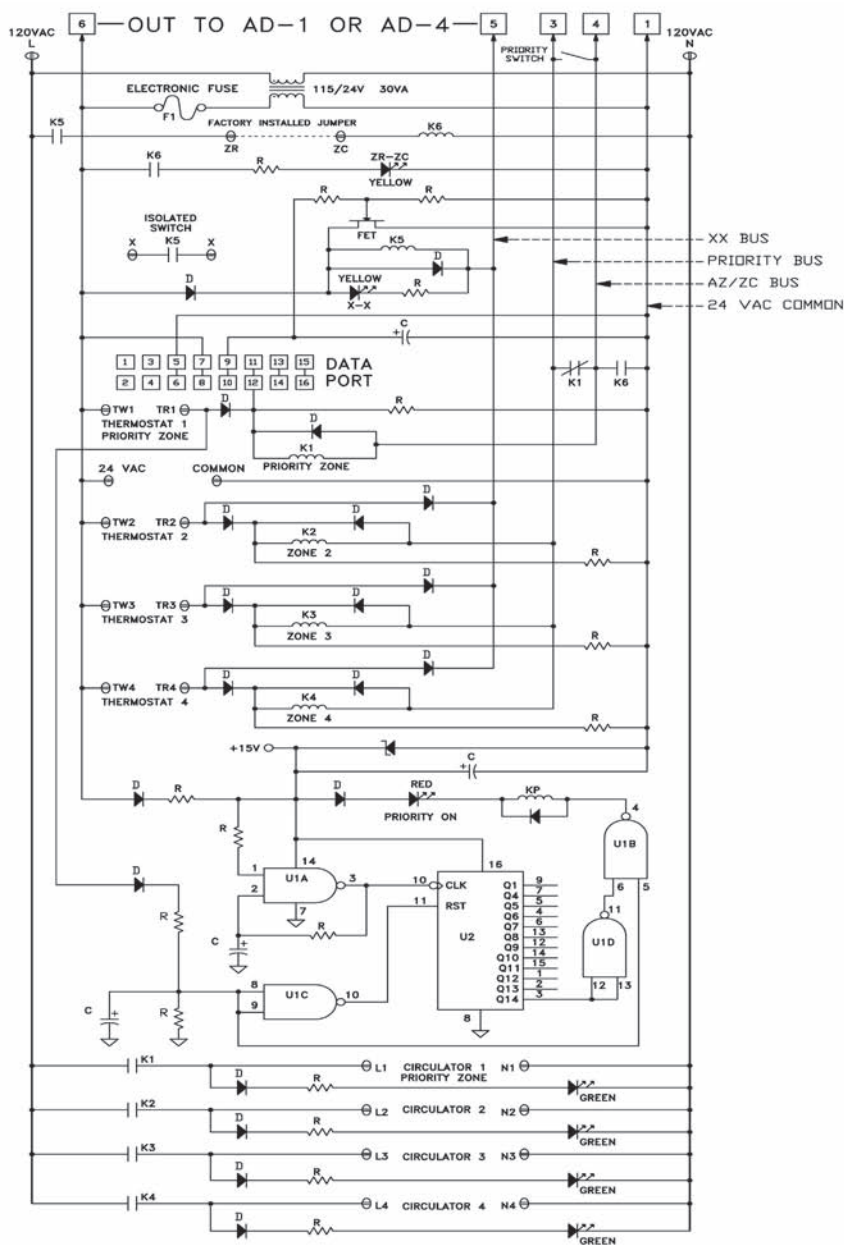 120VAC
L
6 OUT TO AD-1 OR AD-4 5 3 4 1
120VAC
N
PRIORITY
SWITCH
ELECTRONIC FUSE
F1
115/24V 30VA
K5
FACTORY INSTALLED JUMPER
ZR ZC
K6
K6 R ZR-ZC
YELLOW
R R
FET
ISOLATED
SWITCH
X K5 X
K5
D
D
YELLOW
X-X
R
XX BUS
PRIORITY BUS
AZ/ZC BUS
24 VAC COMMON
C
+
1 3 5 7 9 11 13 15
2 4 6 8 10 12 14 16
DATA
PORT
K1 K6
TW1 TR1 D R
THERMOSTAT 1
PRIORITY ZONE
D
K1
PRIORITY ZONE
24 VAC COMMON
D
TW2 TR2 D D
THERMOSTAT 2
K2
ZONE 2
R
D
TW3 TR3 D D
THERMOSTAT 3
K3
ZONE 3
R
D
TW4 TR4 D D
THERMOSTAT 4
K4
ZONE 4
R
+15V
+ C
D R D RED KP
PRIORITY ON
4
U1B
6 5
R
1 14
2 U1A 3
7
10 CLK
11 RST
16
U2
8
Q1 9
Q4 7
Q5 5
Q6 4
Q7 6
Q8 13
Q9 12
Q10 14
Q11 15
Q12 1
Q13 2
Q14 3
11
U1D
12 13
D
R
C +
R
8
9 U1C 10
C +
R
K1 L1 CIRCULATOR 1 N1
PRIORITY ZONE
D R GREEN
K2 L2 CIRCULATOR 2 N2
D R GREEN
K3 L3 CIRCULATOR 3 N3
D R GREEN
K4 L4 CIRCULATOR 4 N4
D R GREEN